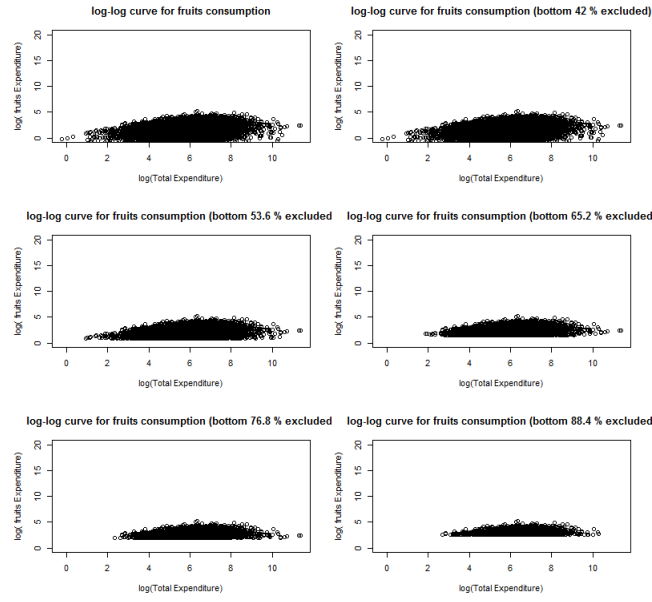 log-log curve for fruits consumption
log( fruits Expenditure)
20
15
10
5
0
0 2 4 6 8 10
log(Total Expenditure)
log-log curve for fruits consumption (bottom 42 % excluded)
log( fruits Expenditure)
20
15
10
5
0
0 2 4 6 8 10
log(Total Expenditure)
log-log curve for fruits consumption (bottom 53.6 % excluded
log( fruits Expenditure)
20
15
10
5
0
0 2 4 6 8 10
log(Total Expenditure)
log-log curve for fruits consumption (bottom 65.2 % excluded
log( fruits Expenditure)
20
15
10
5
0
0 2 4 6 8 10
log(Total Expenditure)
log-log curve for fruits consumption (bottom 76.8 % excluded
log( fruits Expenditure)
20
15
10
5
0
0 2 4 6 8 10
log(Total Expenditure)
log-log curve for fruits consumption (bottom 88.4 % excluded
log( fruits Expenditure)
20
15
10
5
0
0 2 4 6 8 10
log(Total Expenditure)